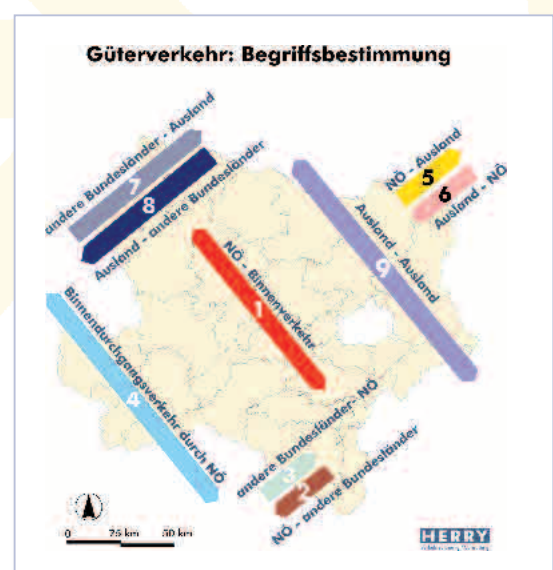 Güterverkehr: Begriffsbestimmung
andere Bundesländer - Ausland
7
8
Ausland - andere Bundesländer
NÖ - Ausland
5
6
Ausland - NÖ
Ausland - Ausland
9
NÖ - Binnenverkehr
1
Binnendurchgangsverkehr durch NÖ
4
andere Bundesländer- NÖ
3
2
NÖ - andere Bundesländer
0 25 km 50 km
HERRY